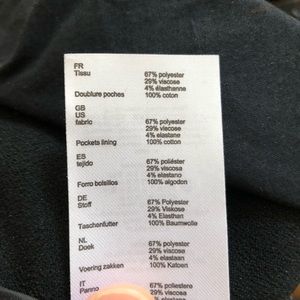 FR
Tissu 67% polyester
29% viscose
4% élasthanne
Doublure poches 100% coton
GB
US
fabric 67% polyester
29% viscose
4% elastane
Pockets lining 100% cotton
ES
tejido 67% poliéster
29% viscosa
4% elastano
Forro bolsillos 100% algodon
DE
Stoff 67% Polyester
29% Viskose
4% Elasthan
Taschenfutter 100% Baumwolle
NL
Doek 67% polyester
29% viscose
4% elastaan
Voering zakken 100% Katoen
IT
Panno 67% poliestere
29% viscosa